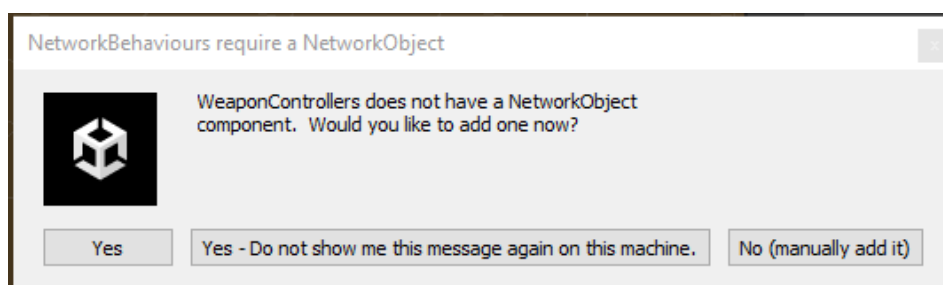 NetworkBehaviours require a NetworkObject
x
WeaponControllers does not have a NetworkObject
component.  Would you like to add one now?
Yes
Yes - Do not show me this message again on this machine.
No (manually add it)